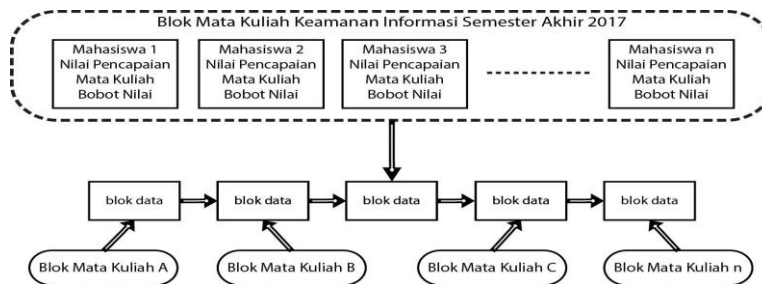 Blok Mata Kuliah Keamanan Informasi Semester Akhir 2017
Mahasiswa 1
Nilai Pencapaian
Mata Kuliah
Bobot Nilai
Mahasiswa 2
Nilai Pencapaian
Mata Kuliah
Bobot Nilai
Mahasiswa 3
Nilai Pencapaian
Mata Kuliah
Bobot Nilai
Mahasiswa n
Nilai Pencapaian
Mata Kuliah
Bobot Nilai
blok data
blok data
blok data
blok data
blok data
Blok Mata Kuliah A
Blok Mata Kuliah B
Blok Mata Kuliah C
Blok Mata Kuliah n